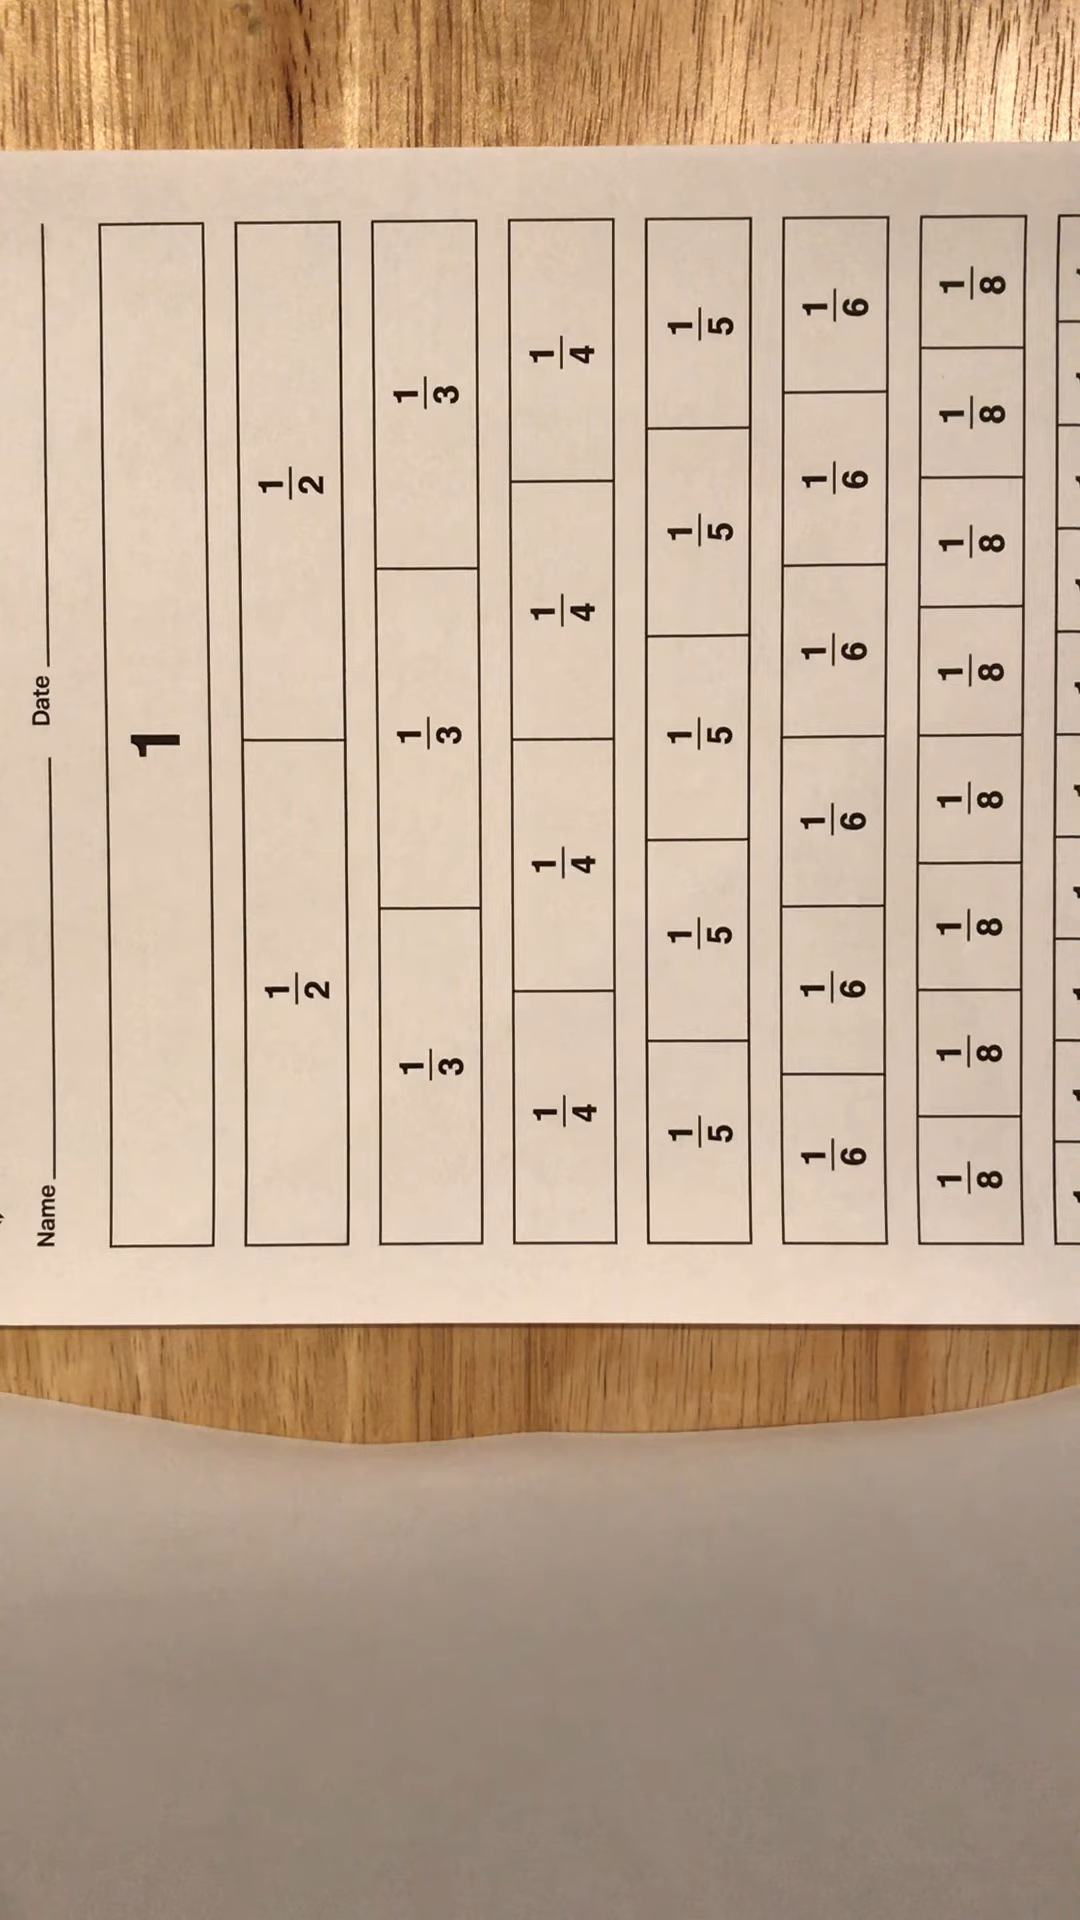 Name Date
1
1/2 1/2
1/3 1/3 1/3
1/4 1/4 1/4 1/4
1/5 1/5 1/5 1/5 1/5
1/6 1/6 1/6 1/6 1/6 1/6
1/8 1/8 1/8 1/8 1/8 1/8 1/8 1/8